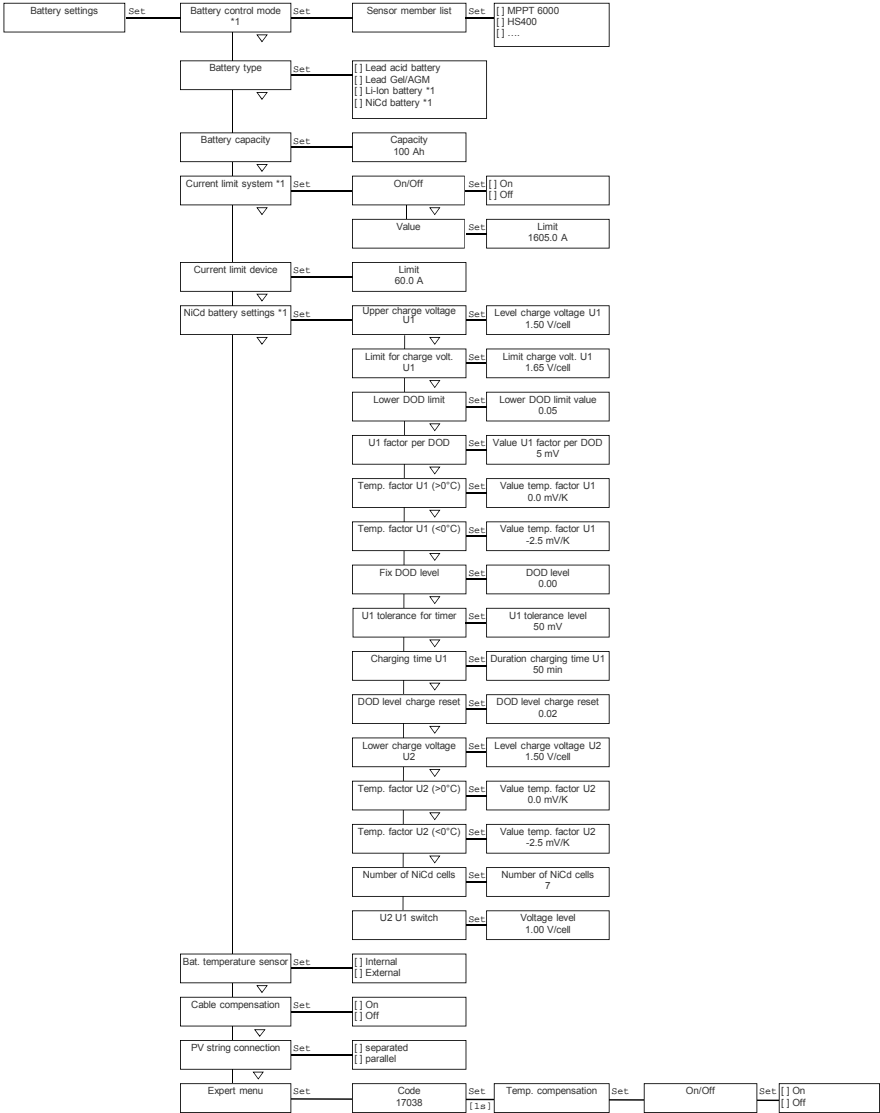 Battery settings Set Battery control mode Set Sensor member list Set [ ] MPPT 6000
*1 [ ] HS400
[ ] ....
Battery type Set [ ] Lead acid battery
[ ] Lead Gel/AGM
[ ] Li-Ion battery *1
[ ] NiCd battery *1
Battery capacity Set Capacity
100 Ah
Current limit system *1 Set On/Off Set [ ] On
[ ] Off
Value Set Limit
1605.0 A
Current limit device Set Limit
60.0 A
NiCd battery settings *1 Set Upper charge voltage Set Level charge voltage U1
U1 1.50 V/cell
Limit for charge volt. Set Limit charge volt. U1
U1 1.65 V/cell
Lower DOD limit Set Lower DOD limit value
0.05
U1 factor per DOD Set Value U1 factor per DOD
5 mV
Temp. factor U1 (>0°C) Set Value temp. factor U1
0.0 mV/K
Temp. factor U1 (<0°C) Set Value temp. factor U1
-2.5 mV/K
Fix DOD level Set DOD level
0.00
U1 tolerance for timer Set U1 tolerance level
50 mV
Charging time U1 Set Duration charging time U1
50 min
DOD level charge reset Set DOD level charge reset
0.02
Lower charge voltage Set Level charge voltage U2
U2 1.50 V/cell
Temp. factor U2 (>0°C) Set Value temp. factor U2
0.0 mV/K
Temp. factor U2 (<0°C) Set Value temp. factor U2
-2.5 mV/K
Number of NiCd cells Set Number of NiCd cells
7
U2 U1 switch Set Voltage level
1.00 V/cell
Bat. temperature sensor Set [ ] Internal
[ ] External
Cable compensation Set [ ] On
[ ] Off
PV string connection Set [ ] separated
[ ] parallel
Expert menu Set Code Set Temp. compensation Set On/Off Set [ ] On
17038 [1s] [ ] Off